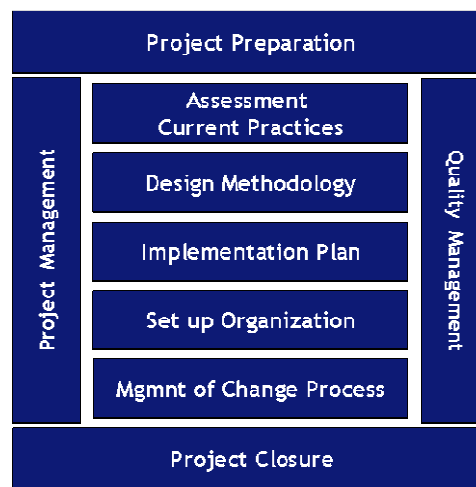 Project Preparation
Project Management
Assessment
Current Practices
Design Methodology
Implementation Plan
Set up Organization
Mgmnt of Change Process
Quality Management
Project Closure